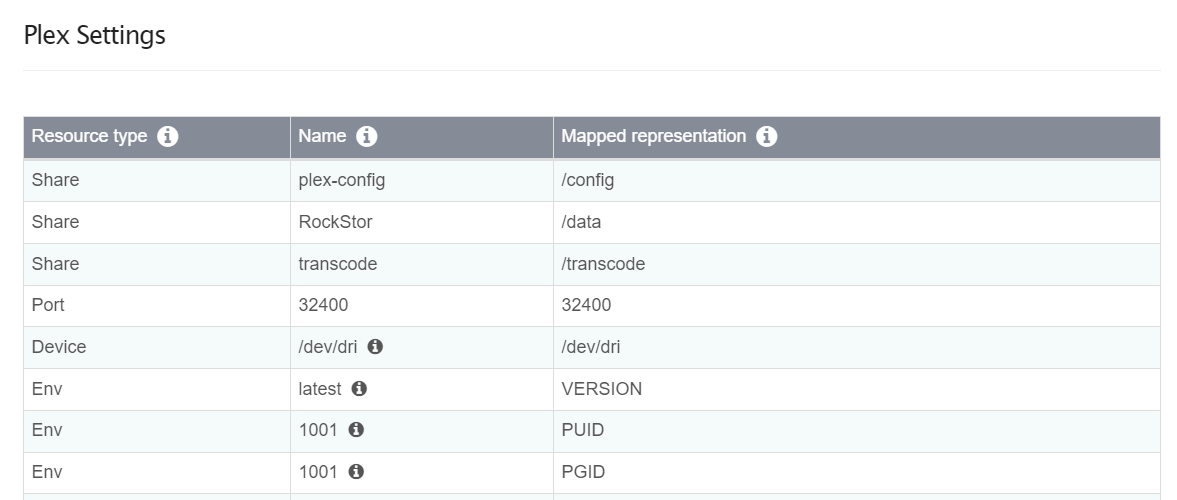 Plex Settings
Resource type Name Mapped representation
Share plex-config /config
Share RockStor /data
Share transcode /transcode
Port 32400 32400
Device /dev/dri /dev/dri
Env latest VERSION
Env 1001 PUID
Env 1001 PGID